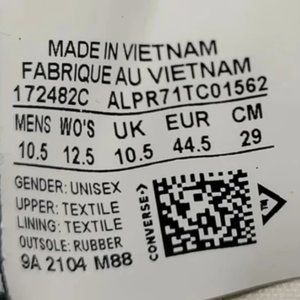 MADE IN VIETNAM
FABRIQUE AU VIETNAM
172482C ALPR71TC01562
MENS WO'S UK EUR CM
10.5 12.5 10.5 44.5 29
GENDER: UNISEX
UPPER: TEXTILE
LINING: TEXTILE
OUTSOLE: RUBBER
9A 2104 M88
CONVERSE->
TM